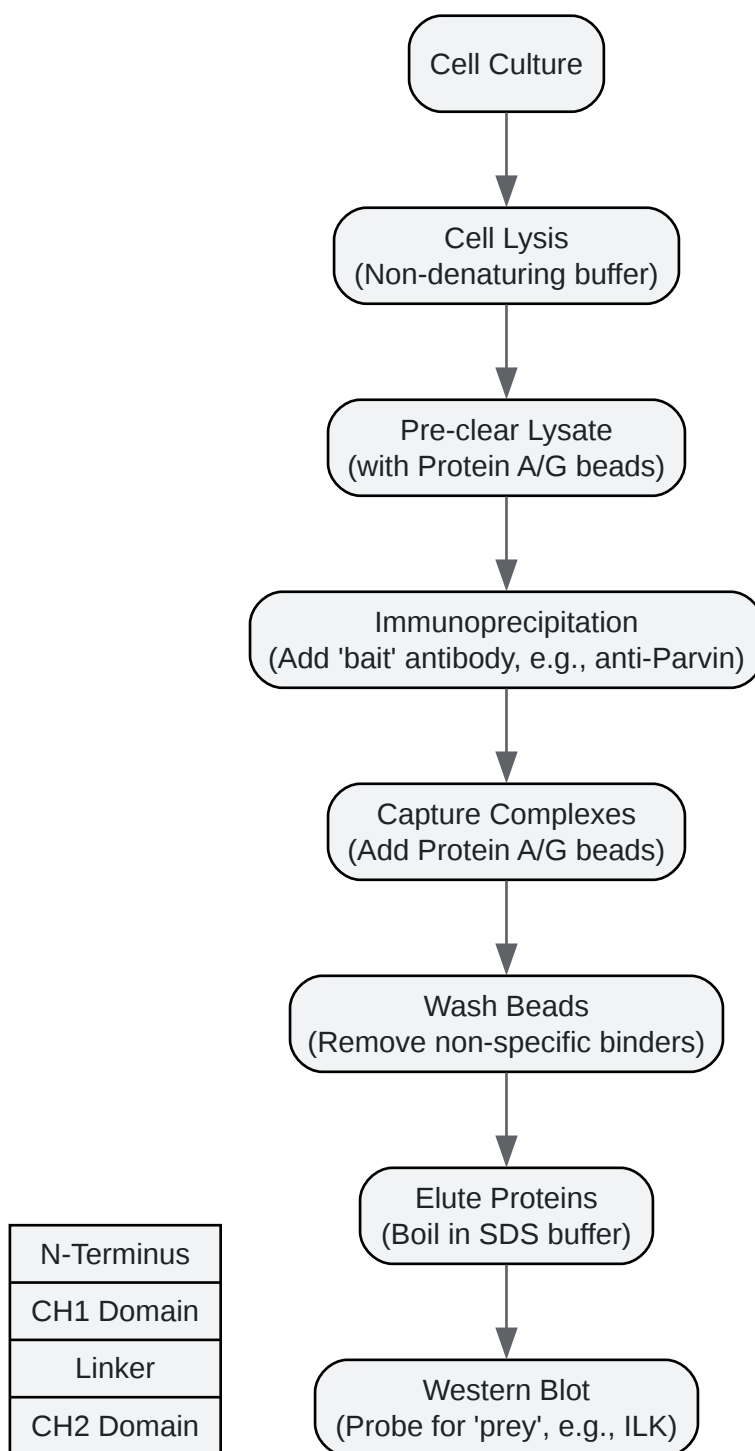 Cell Culture
Cell Lysis
(Non-denaturing buffer)
Pre-clear Lysate
(with Protein A/G beads)
Immunoprecipitation
(Add 'bait' antibody, e.g., anti-Parvin)
Capture Complexes
(Add Protein A/G beads)
Wash Beads
(Remove non-specific binders)
Elute Proteins
(Boil in SDS buffer)
Western Blot
(Probe for 'prey', e.g., ILK)
N-Terminus
CH1 Domain
Linker
CH2 Domain